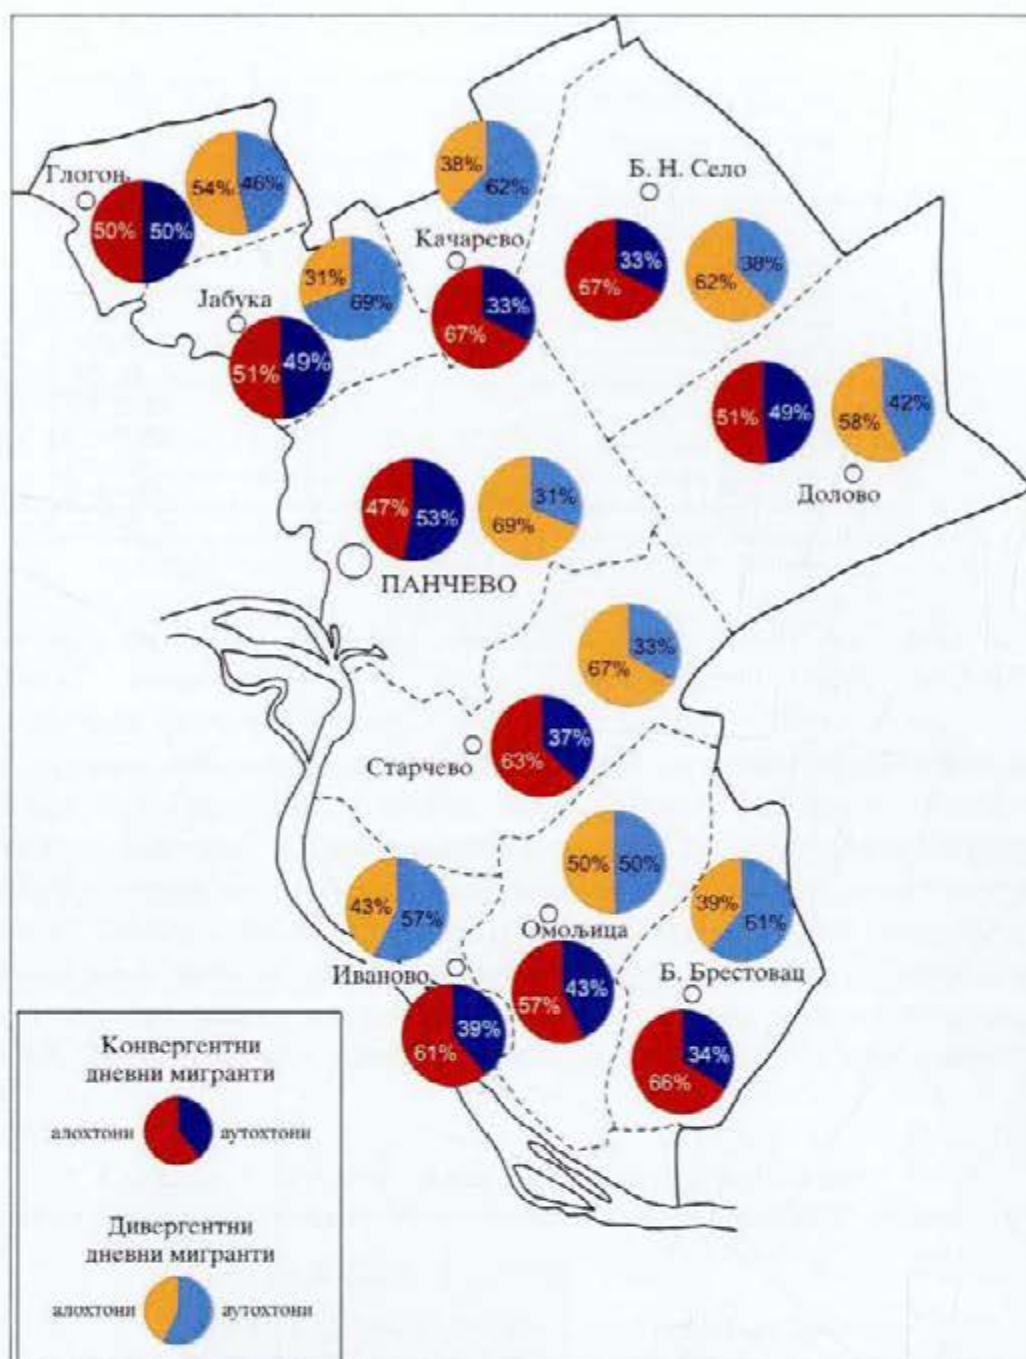 Глогон
54% 46%
50% 50%
38%
62%
Качарево
33%
67%
Б. Н. Село
33%
67%
38%
62%
31%
69%
Јабука
51% 49%
51% 49%
42%
58%
Долово
47%
53%
31%
69%
ПАНЧЕВО
33%
67%
37%
63%
Старчево
50% 50%
43%
57%
39%
61%
Омољица
Иваново
Б. Брестовац
43%
57%
39%
61%
34%
66%
Конвергентни
дневни мигранти
алохтони аутохтони
Дивергентни
дневни мигранти
алохтони аутохтони